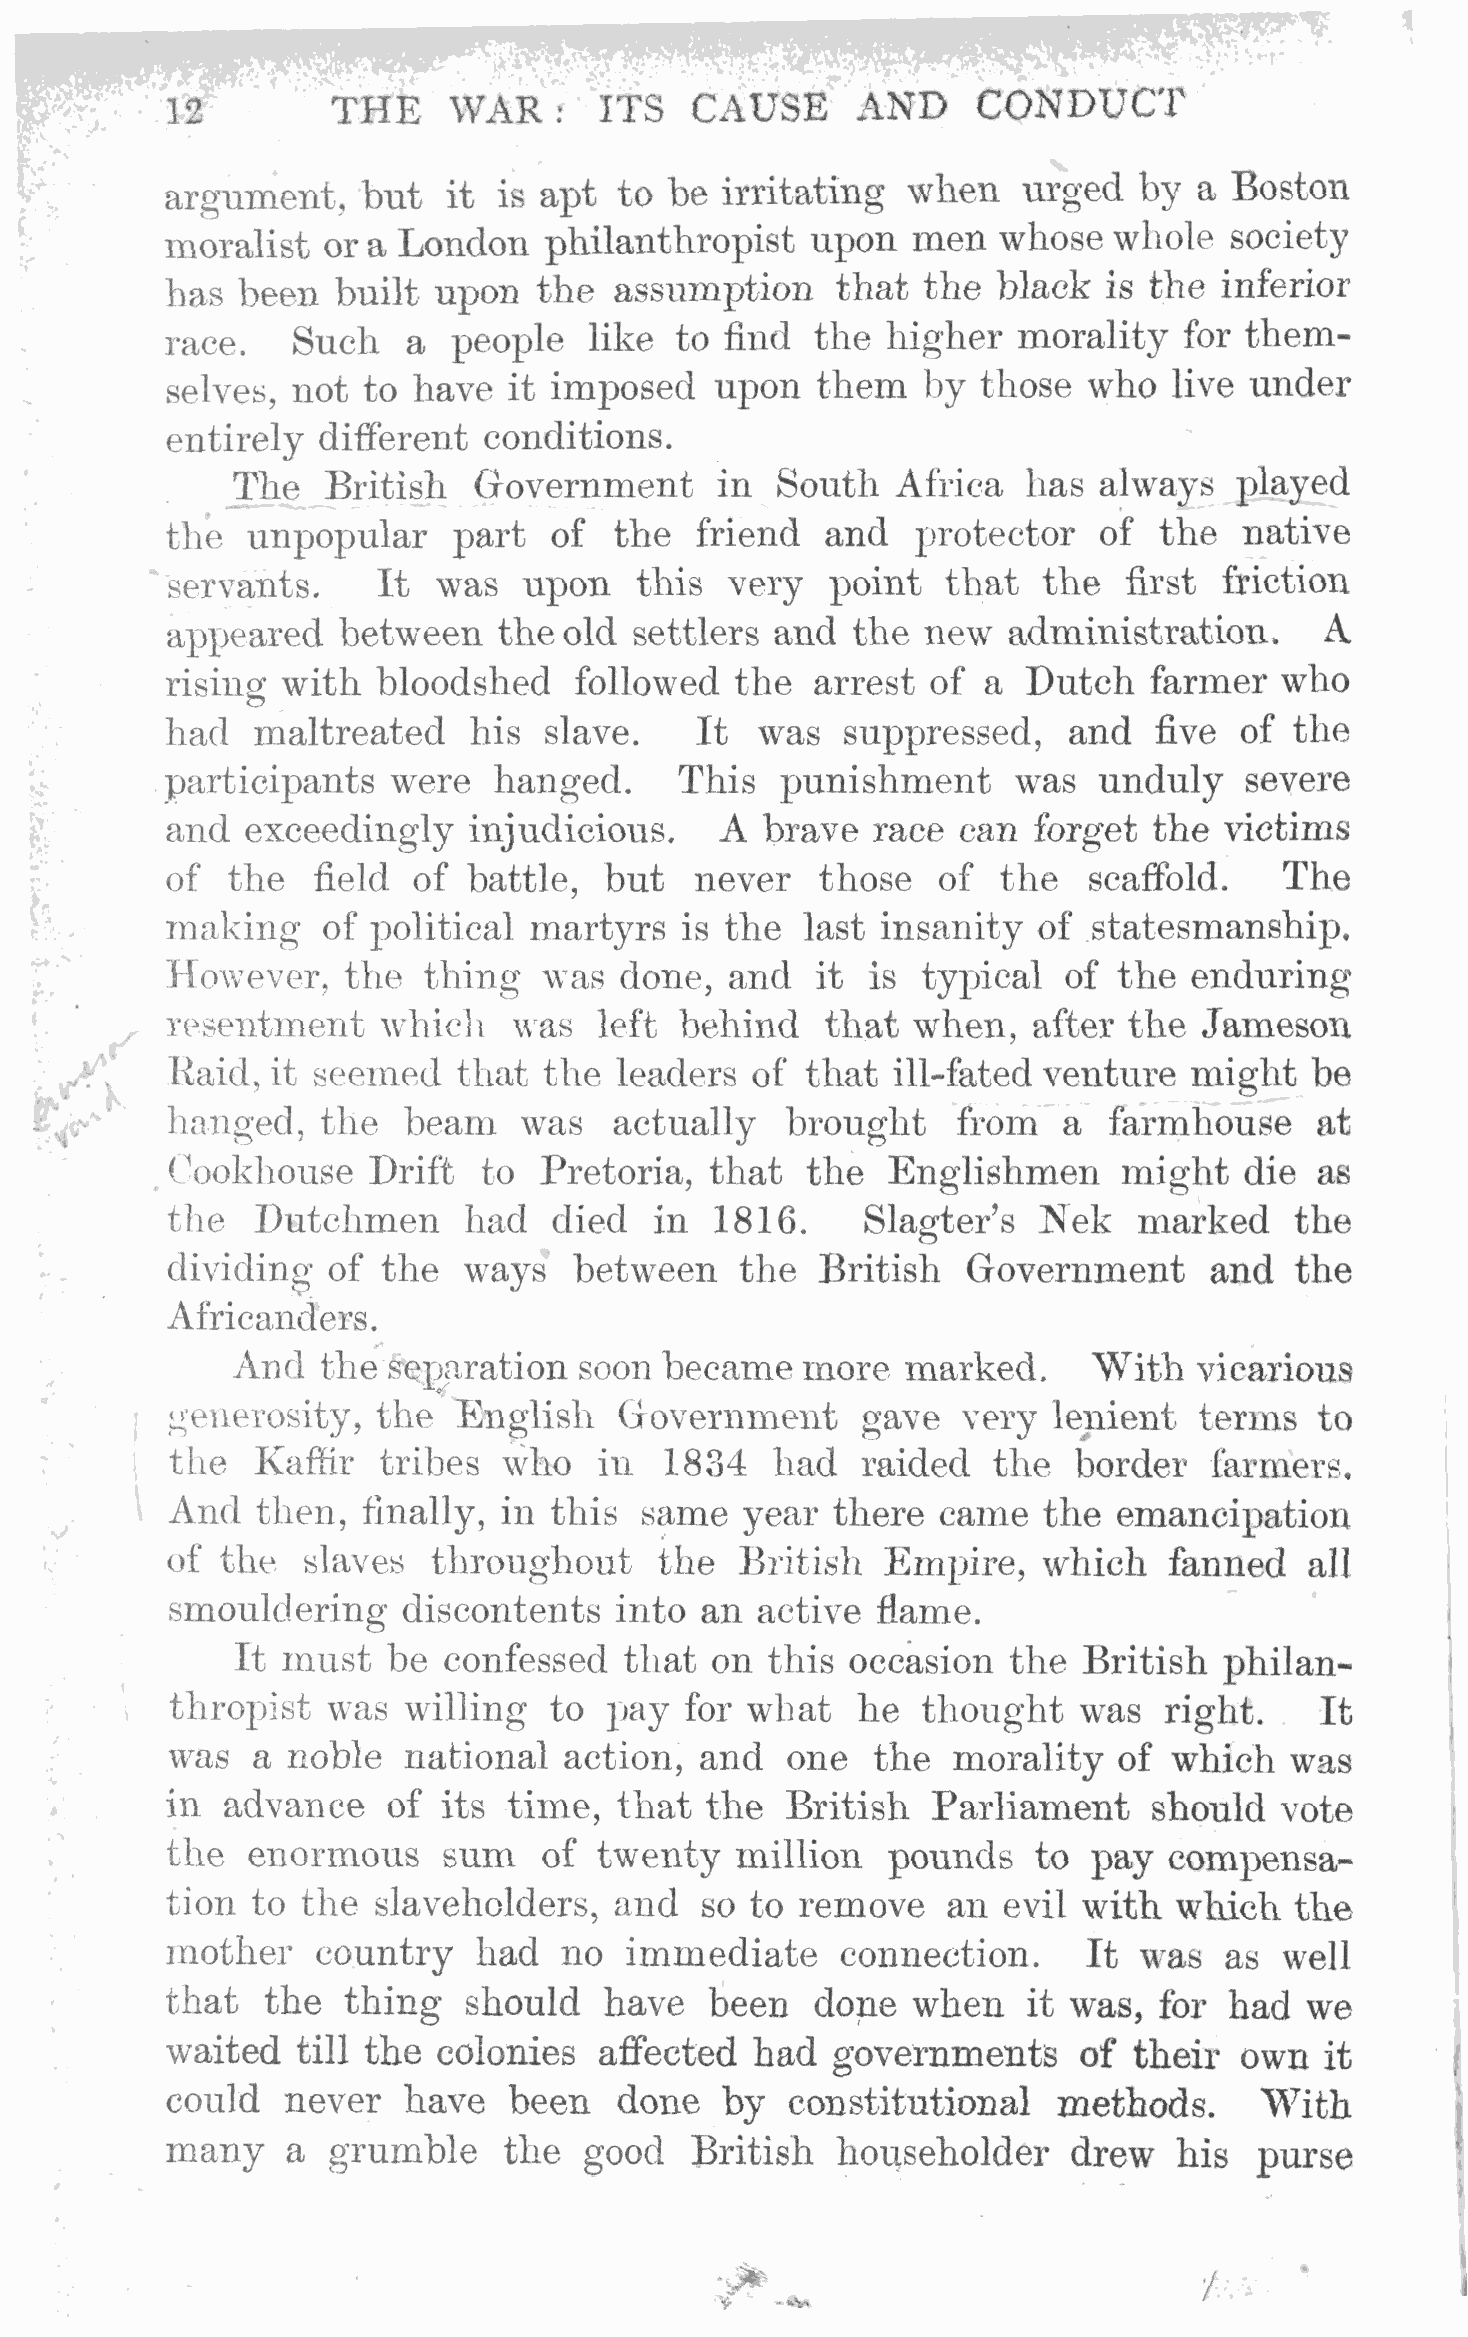 12 THE WAR: ITS CAUSE AND CONDUCT
argument, but it is apt to be irritating when urged by a Boston
moralist or a London philanthropist upon men whose whole society
has been built upon the assumption that the black is the inferior
race. Such a people like to find the higher morality for them-
selves, not to have it imposed upon them by those who live under
entirely different conditions.
The British Government in South Africa has always played
the unpopular part of the friend and protector of the native
servants. It was upon this very point that the first friction
appeared between the old settlers and the new administration. A
rising with bloodshed followed the arrest of a Dutch farmer who
had maltreated his slave. It was suppressed, and five of the
participants were hanged. This punishment was unduly severe
and exceedingly injudicious. A brave race can forget the victims
of the field of battle, but never those of the scaffold. The
making of political martyrs is the last insanity of statesmanship.
However, the thing was done, and it is typical of the enduring
resentment which was left behind that when, after the Jameson
Raid, it seemed that the leaders of that ill-fated venture might be
hanged, the beam was actually brought from a farmhouse at
Cookhouse Drift to Pretoria, that the Englishmen might die as
the Dutchmen had died in 1816. Slagter's Nek marked the
dividing of the ways between the British Government and the
Africanders.
And the separation soon became more marked. With vicarious
generosity, the English Government gave very lenient terms to
the Kaffir tribes who in 1834 had raided the border farmers.
And then, finally, in this same year there came the emancipation
of the slaves throughout the British Empire, which fanned all
smouldering discontents into an active flame.
It must be confessed that on this occasion the British philan-
thropist was willing to pay for what he thought was right. It
was a noble national action, and one the morality of which was
in advance of its time, that the British Parliament should vote
the enormous sum of twenty million pounds to pay compensa-
tion to the slaveholders, and so to remove an evil with which the
mother country had no immediate connection. It was as well
that the thing should have been done when it was, for had we
waited till the colonies affected had governments of their own it
could never have been done by constitutional methods. With
many a grumble the good British householder drew his purse